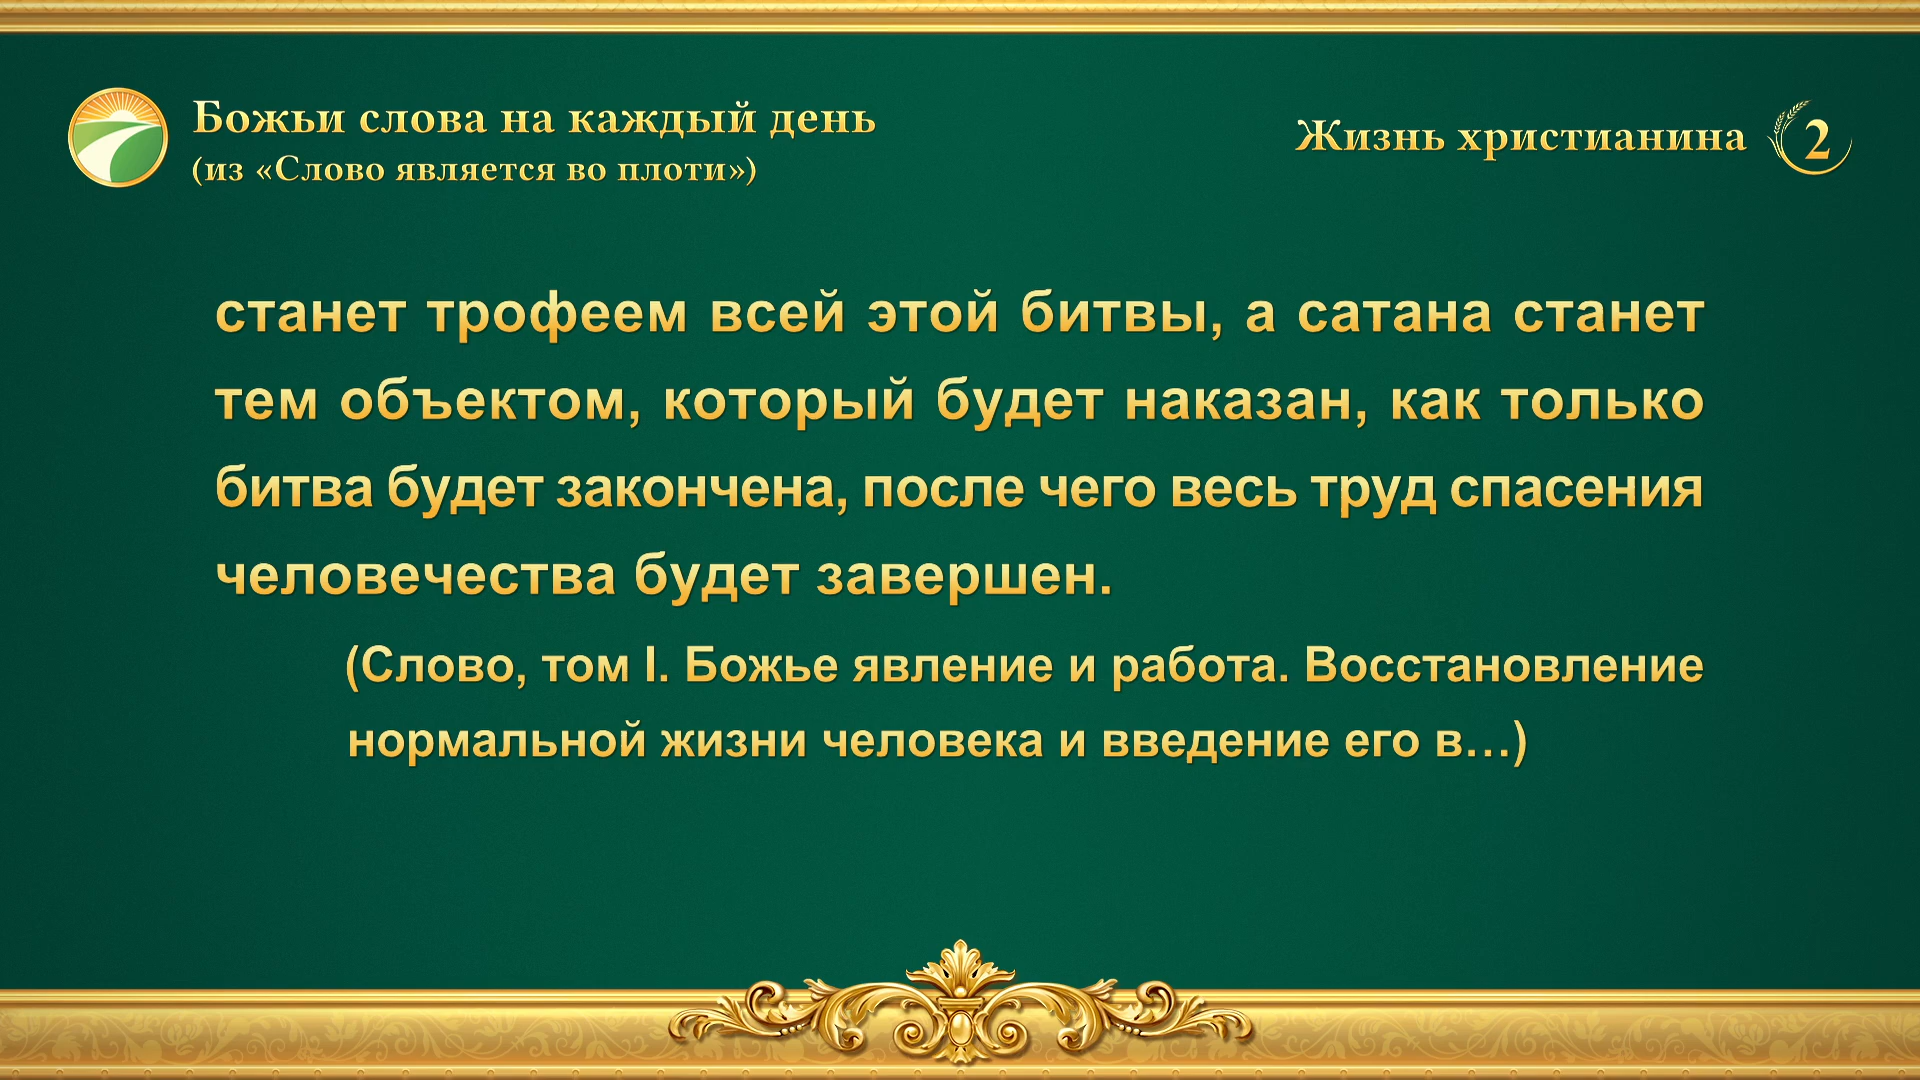 Божьи слова на каждый день
(из «Слово является во плоти»)
Жизнь христианина 2
станет трофеем всей этой битвы, а сатана станет
тем объектом, который будет наказан, как только
битва будет закончена, после чего весь труд спасения
человечества будет завершен.
(Слово, том I. Божье явление и работа. Восстановление
нормальной жизни человека и введение его в…)